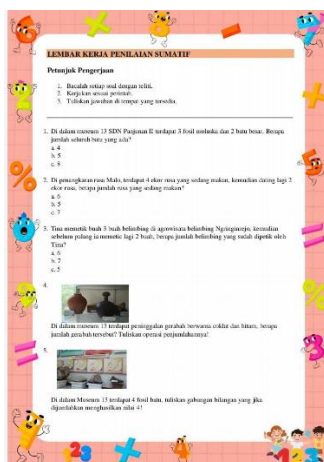 LEMBAR KERJA PENILAIAN SUMATIF
Petunjuk Pengerjaan
1. Bacalah setiap soal dengan teliti.
2. Kerjakan sesuai perintah.
3. Tuliskan jawaban di tempat yang tersedia.
1. Di dalam museum 13 SDN Panjunan II terdapat 3 fosil moluska dan 2 batu besar. Berapa
jumlah seluruh batu yang ada?
a. 4
b. 5
c. 8
2. Di penangkaran rusa Malo, terdapat 4 ekor rusa yang sedang makan, kemudian datang lagi 2
ekor rusa, berapa jumlah rusa yang sedang makan?
a. 6
b. 5
c. 7
3. Tina memetik buah 3 buah belimbing di agrowisata belimbing Ngringinrejo, kemudian
sebelum pulang ia memetic lagi 2 buah, berapa jumlah belimbing yang sudah dipetik oleh
Tina?
a. 6
b. 7
c. 5
4.
Di dalam museum 13 terdapat peninggalan gerabah berwarna coklat dan hitam, berapa
jumlah gerabah tersebut? Tuliskan operasi penjumlahannya!
5.
Di dalam Museum 13 terdapat 4 fosil batu, tuliskan gabungan bilangan yang jika
dijumlahkan menghasilkan nilai 4!